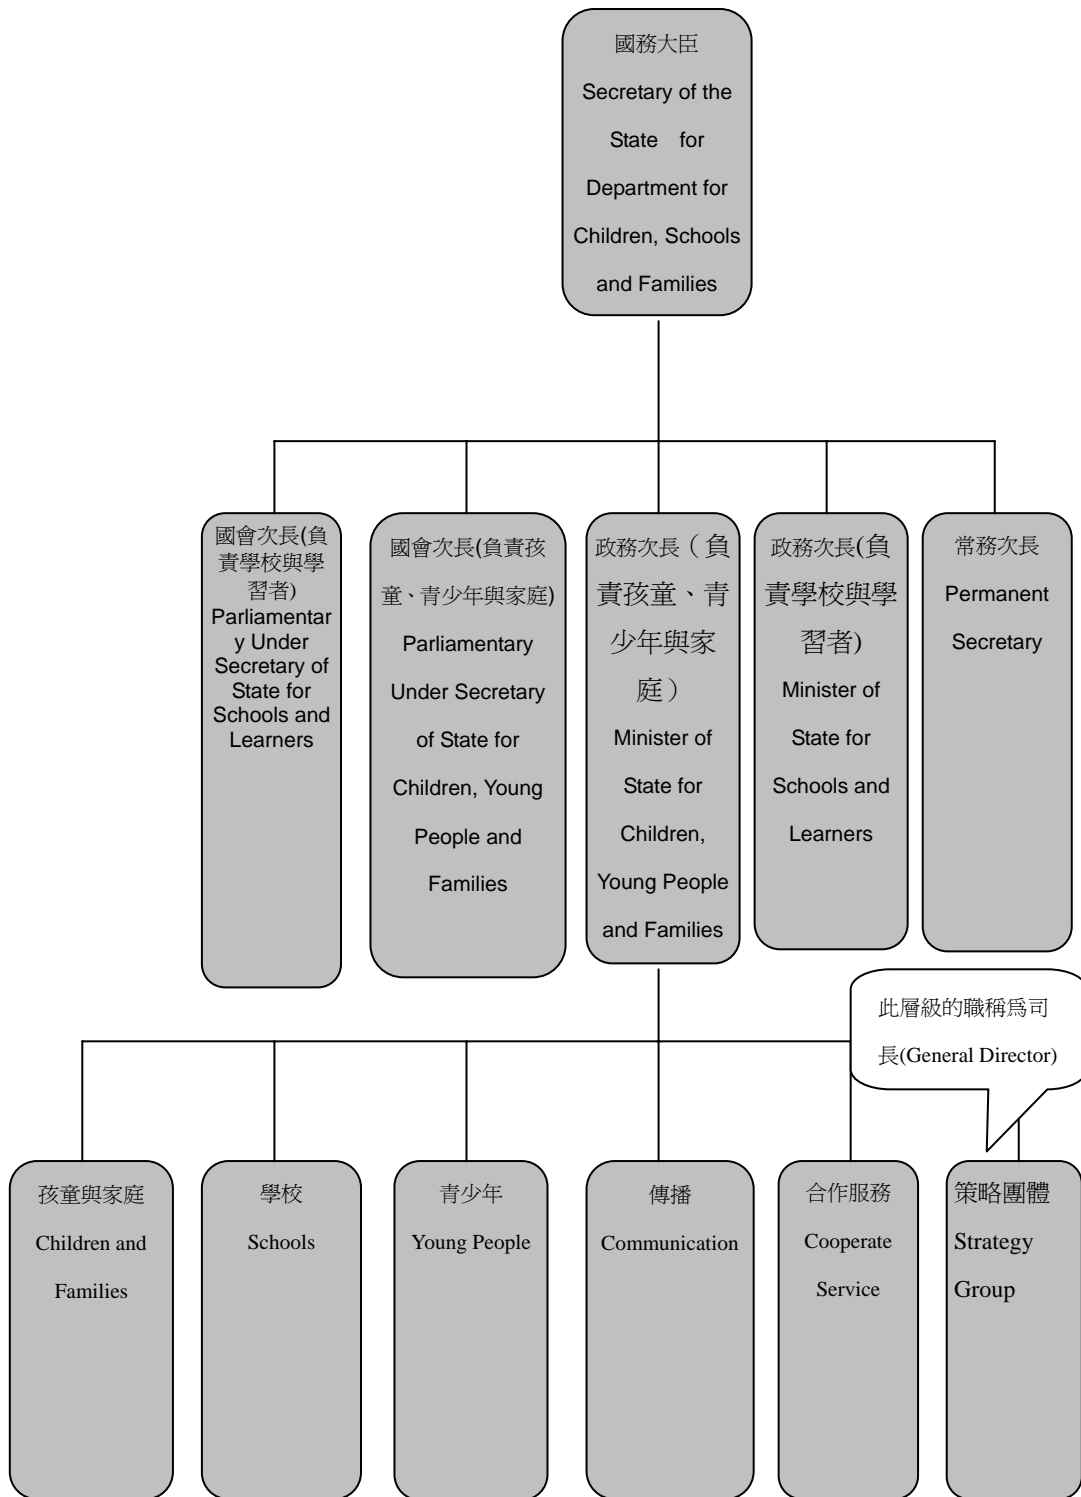 國務大臣
Secretary of the
State for
Department for
Children, Schools
and Families
國會次長(負
責學校與學
習者)
Parliamentar
y Under
Secretary of
State for
Schools and
Learners
國會次長(負責孩
童、青少年與家庭)
Parliamentary
Under Secretary
of State for
Children, Young
People and
Families
政務次長（負
責孩童、青
少年與家
庭）
Minister of
State for
Children,
Young People
and Families
政務次長(負
責學校與學
習者)
Minister of
State for
Schools and
Learners
常務次長
Permanent
Secretary
此層級的職稱爲司
長(General Director)
孩童與家庭
Children and
Families
學校
Schools
青少年
Young People
傳播
Communication
合作服務
Cooperate
Service
策略團體
Strategy
Group